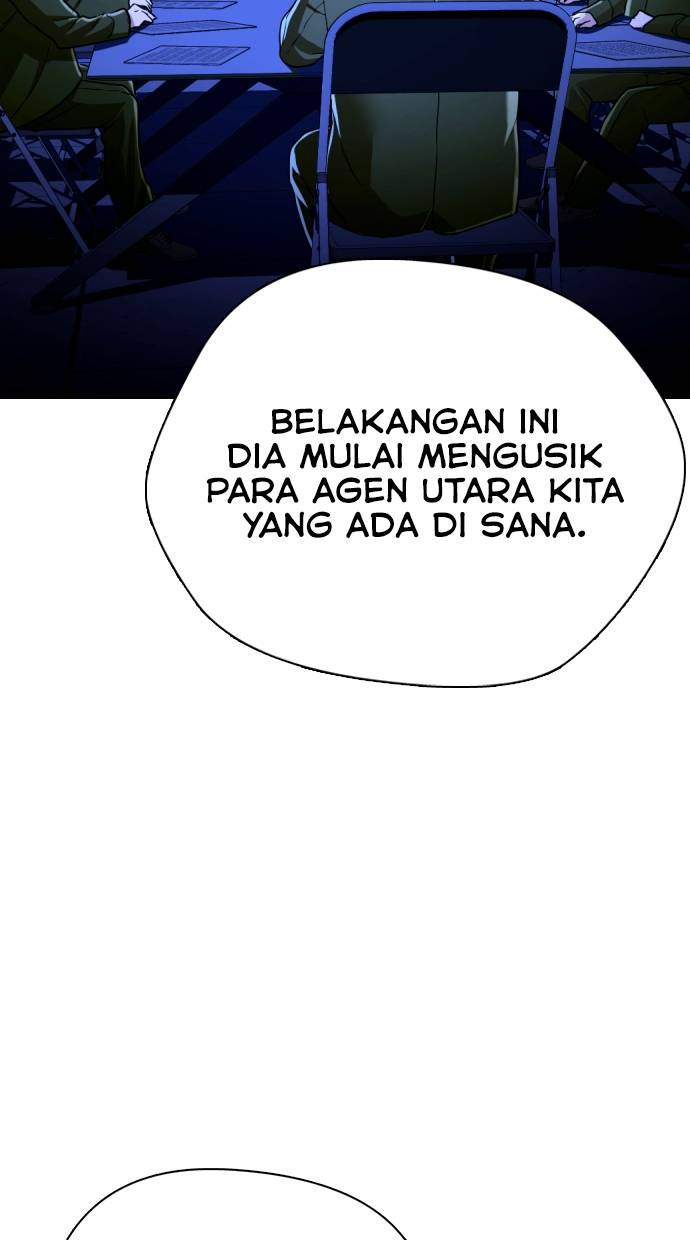 BELAKANGAN INI
DIA MULAI MENGUSIK
PARA AGEN UTARA KITA
YANG ADA DI SANA.